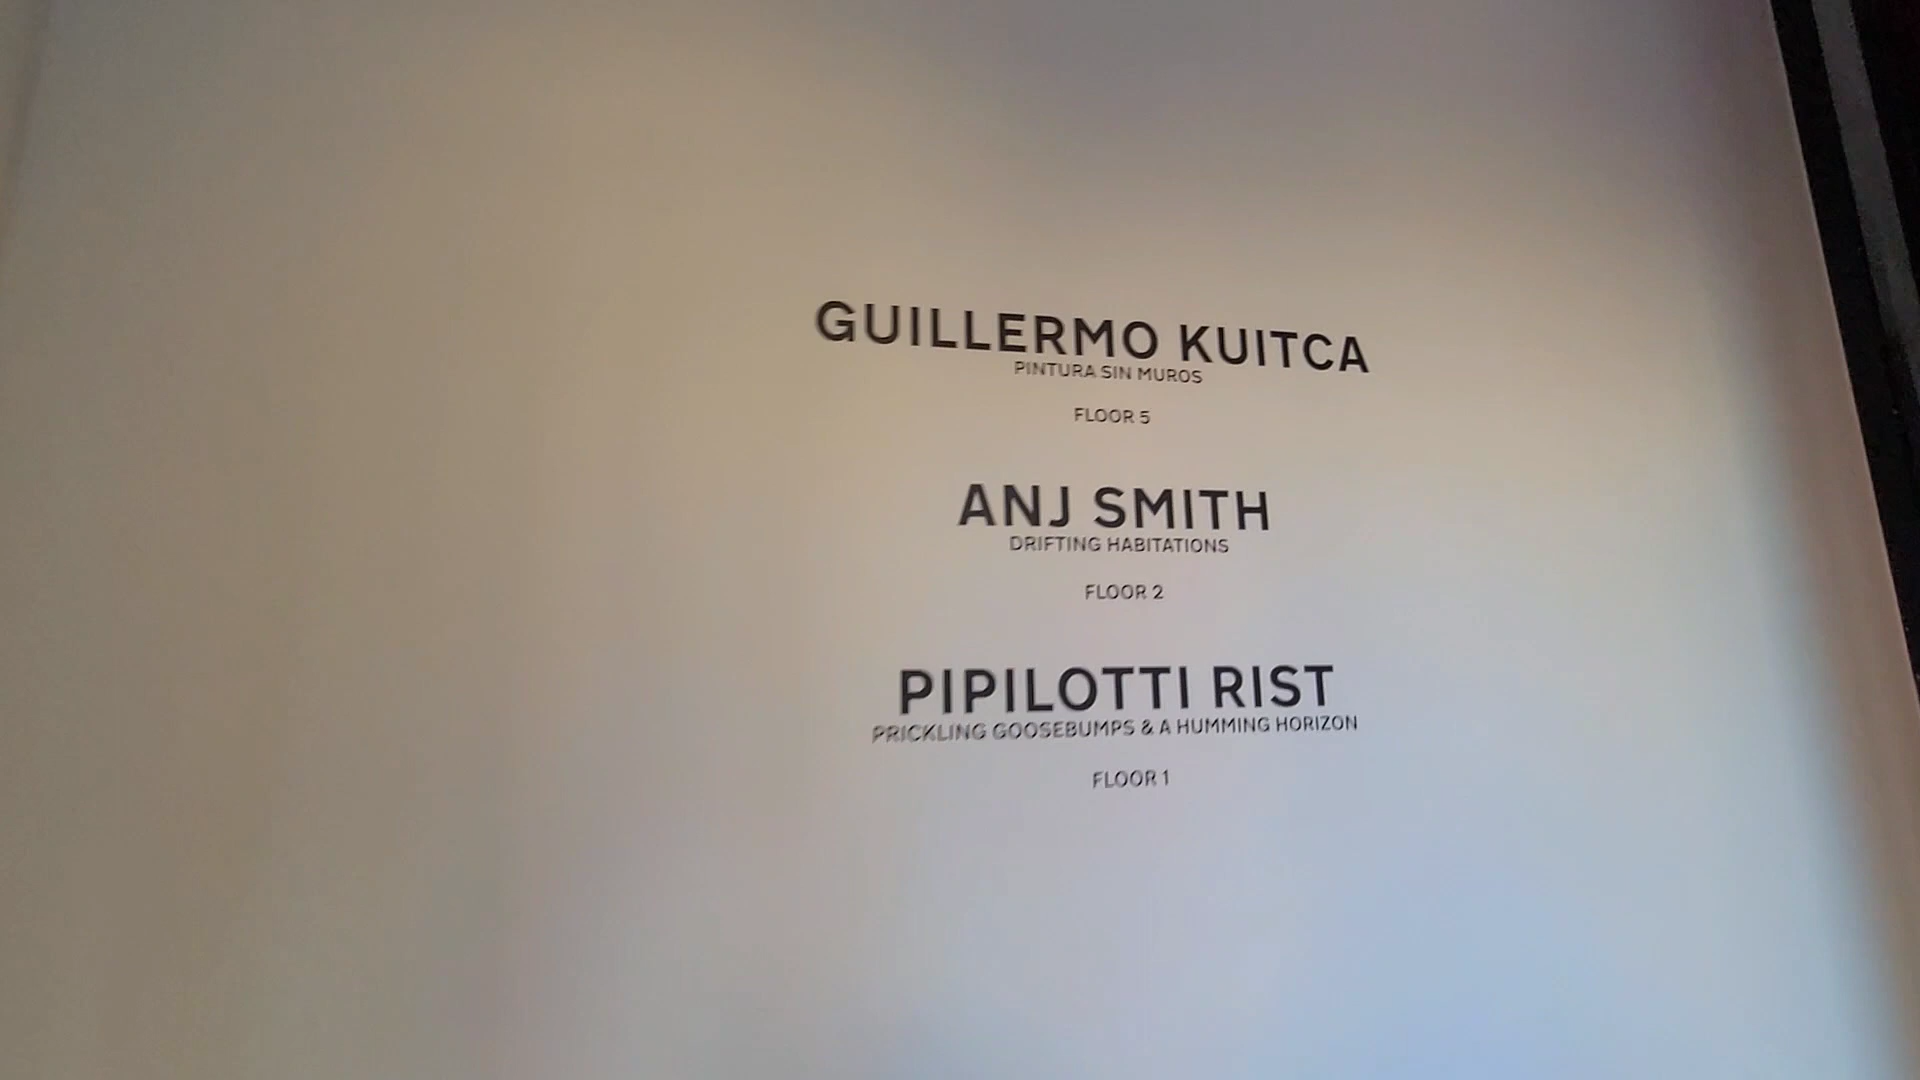 GUILLERMO KUITCA
PINTURA SIN MUROS
FLOOR 5
ANJ SMITH
DRIFTING HABITATIONS
FLOOR 2
PIPILOTTI RIST
PRICKLING GOOSEBUMPS & A HUMMING HORIZON
FLOOR 1